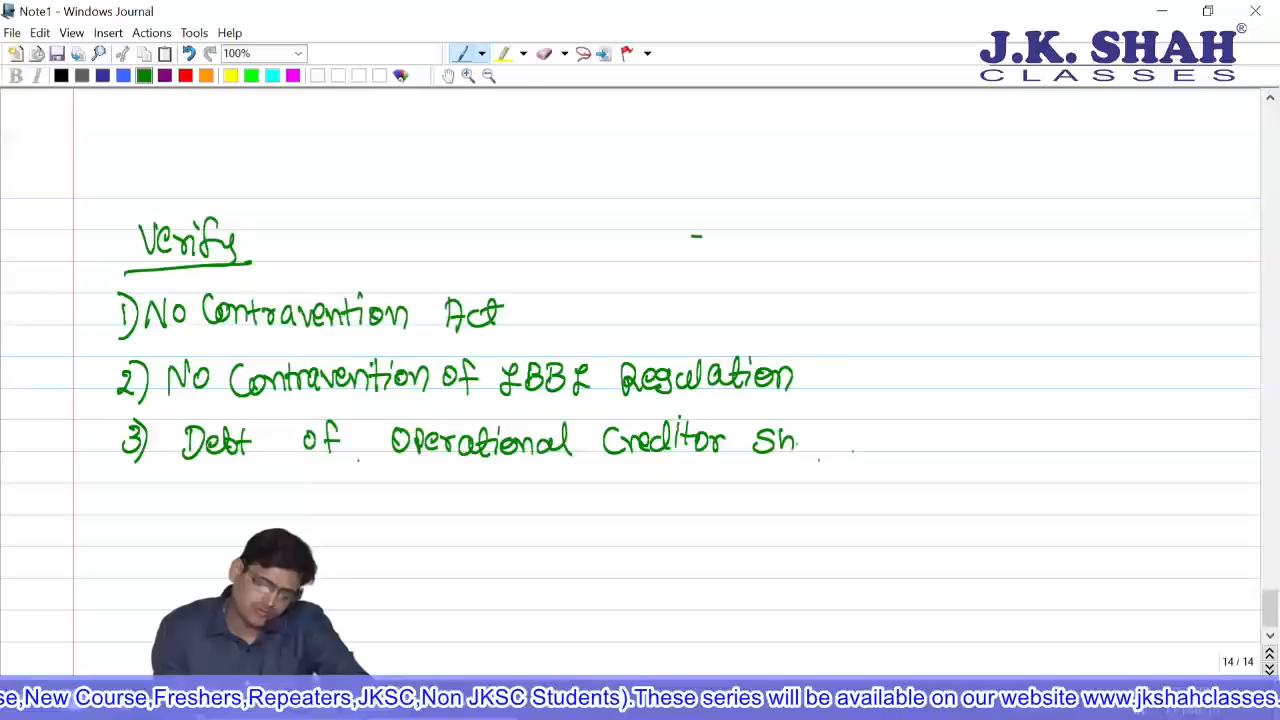 Note1 - Windows Journal
File Edit View Insert Actions Tools Help
100%
B I
J.K. SHAH®
CLASSES
Verify
1) No Contravention Act
2) No Contravention of IBBI Regulation
3) Debt of Operational Creditor Sh
14 / 14
se,New Course,Freshers,Repeaters,JKSC,Non JKSC Students).These series will be available on our website www.jkshahclasses.